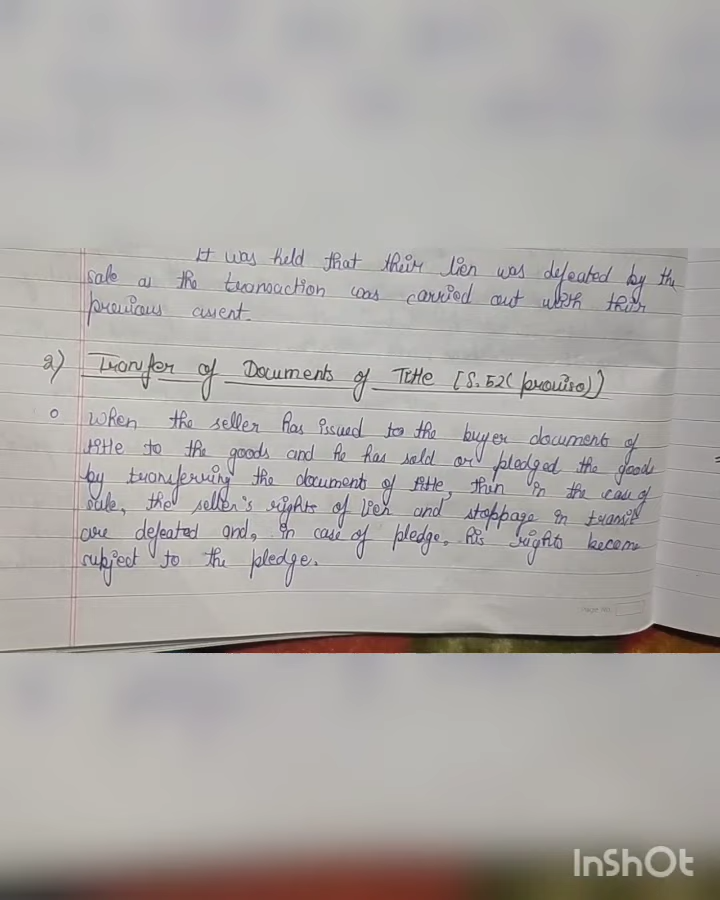 It was held that their lien was defeated by the
sale as the transaction was carried out with their
previous assent.
2) Transfer of Documents of Title [S. 52 (proviso)]
o When the seller has issued to the buyer document of
title to the goods and he has sold or pledged the goods
by transferring the document of title, then in the case of
sale, the seller's rights of lien and stoppage in transit
are defeated and, in case of pledge, his rights become
subject to the pledge.
Page No.
InShOt